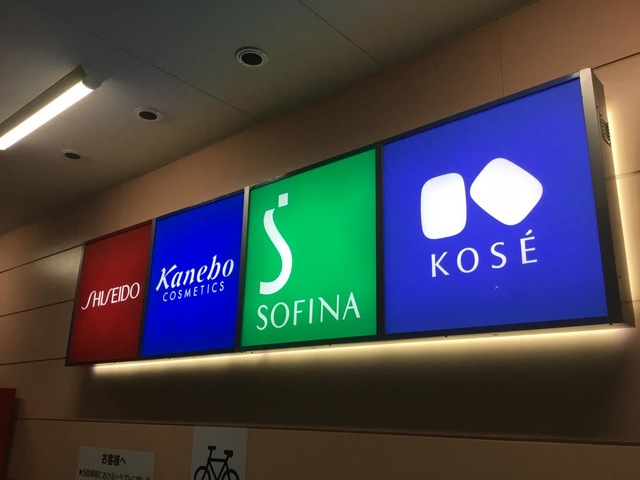 SHISEIDO
Kanebo
COSMETICS
SOFINA
KOSÉ
お客様へ